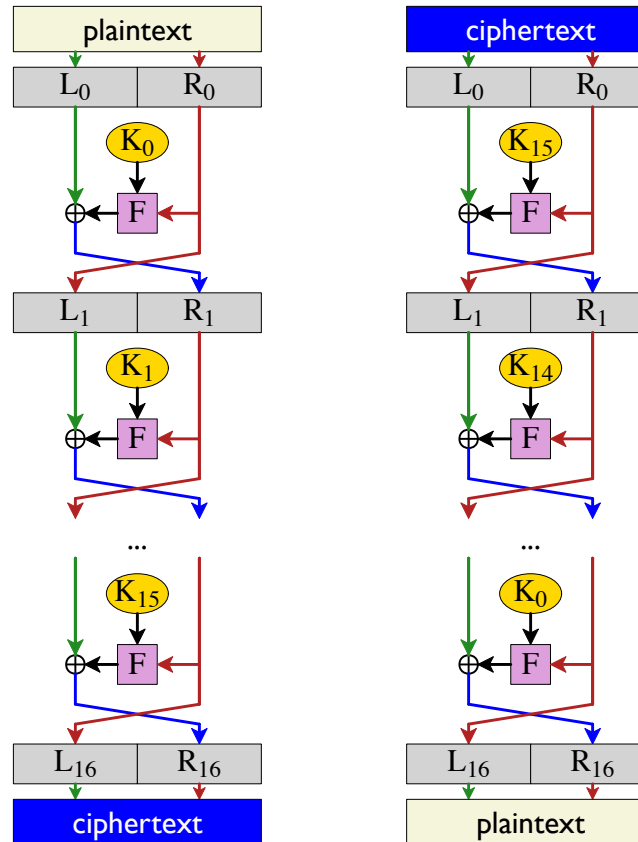 plaintext
L0 R0
K0
F
L1 R1
K1
F
...
K15
F
L16 R16
ciphertext
ciphertext
L0 R0
K15
F
L1 R1
K14
F
...
K0
F
L16 R16
plaintext